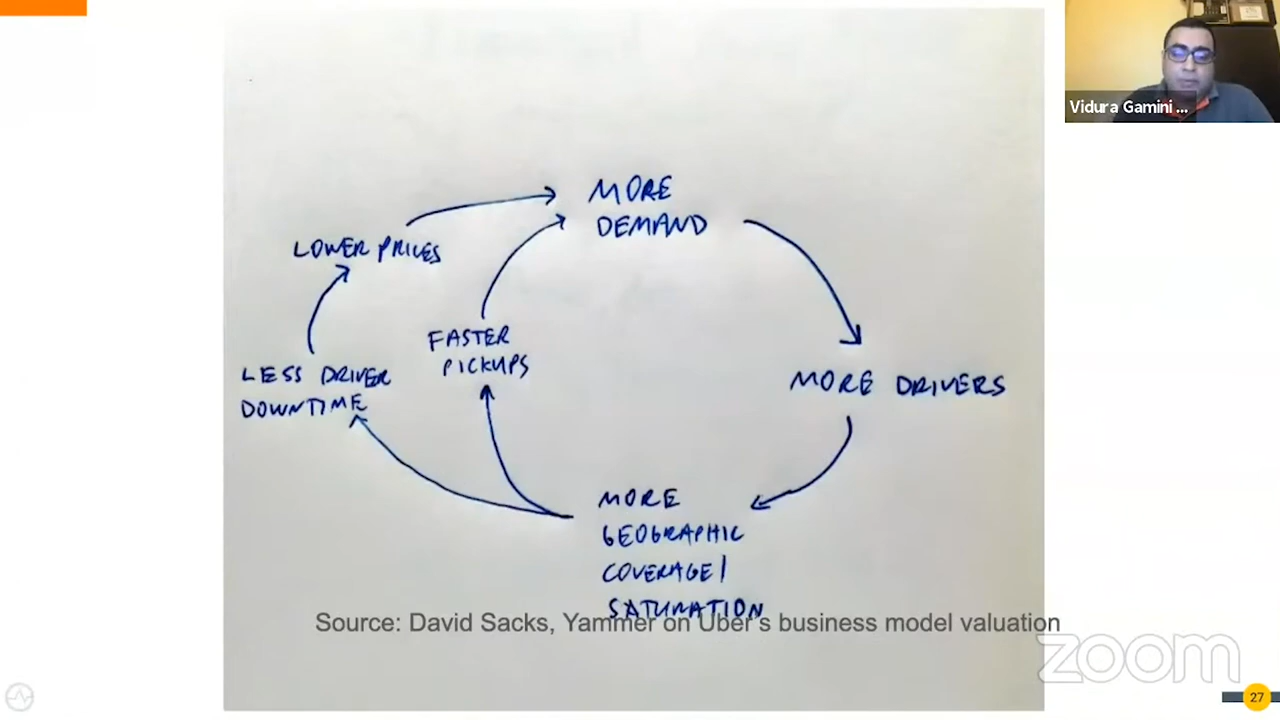 Vidura Gamini ...
MORE
DEMAND
LOWER PRICES
FASTER
PICKUPS
LESS DRIVER
DOWNTIME
MORE DRIVERS
MORE
GEOGRAPHIC
COVERAGE/
SATURATION
Source: David Sacks, Yammer on Uber's business model valuation
zoom
27